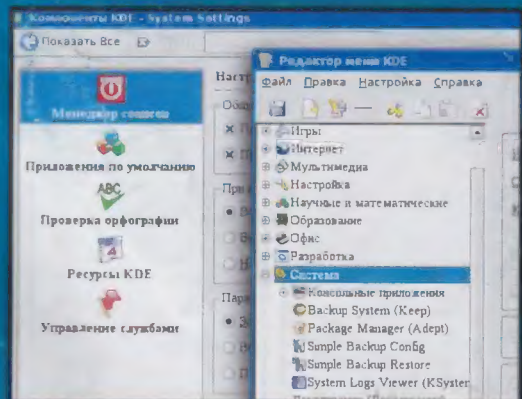 Компоненты KDE - System Settings
Показать Все
Менеджер сеансов
Приложения по умолчанию
ABC
Проверка орфографии
4
Ресурсы KDE
Управление службами
Редактор меню KDE
Файл Правка Настройка Справка
Игры
Интернет
Мультимедиа
Настройка
Научные и математические
Образование
Офис
Разработка
Система
Консольные приложения
Backup System (Keep)
Package Manager (Adept)
Simple Backup Config
Simple Backup Restore
System Logs Viewer (KSyster